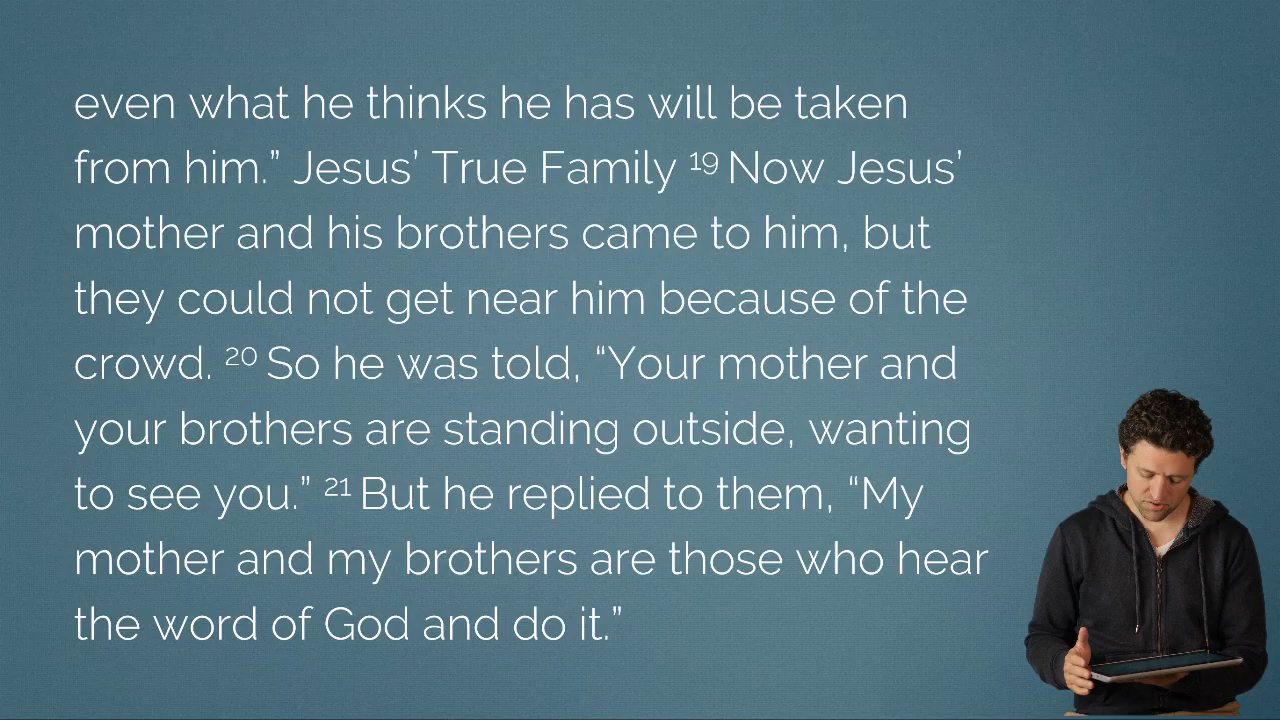 even what he thinks he has will be taken
from him.” Jesus’ True Family ¹⁹ Now Jesus’
mother and his brothers came to him, but
they could not get near him because of the
crowd. ²⁰ So he was told, “Your mother and
your brothers are standing outside, wanting
to see you.” ²¹ But he replied to them, “My
mother and my brothers are those who hear
the word of God and do it.”